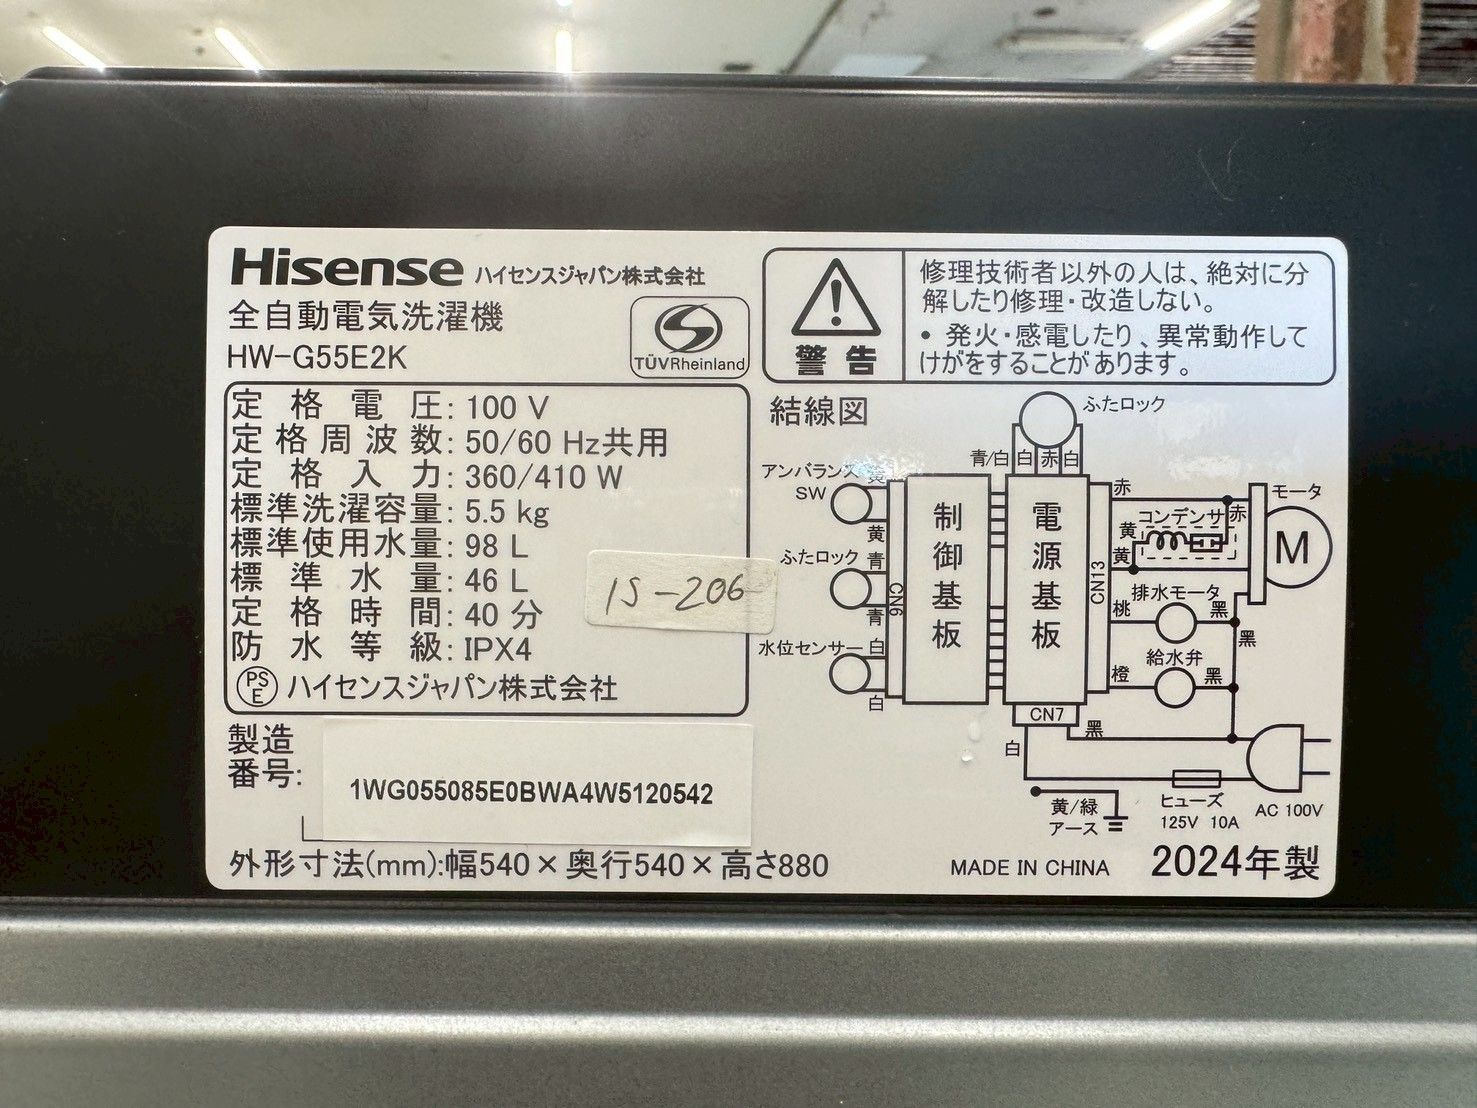 Hisense ハイセンスジャパン株式会社
全自動電気洗濯機
HW-G55E2K
TÜVRheinland
定格電圧: 100 V
定格周波数: 50/60 Hz共用
定格入力: 360/410 W
標準洗濯容量: 5.5 kg
標準使用水量: 98 L
標準水量: 46 L
定格時間: 40 分
防水等級: IPX4
PS
E
ハイセンスジャパン株式会社
IS-206
製造
番号:
1WG055085E0BWA4W5120542
外形寸法(mm):幅540×奥行540×高さ880
警告
修理技術者以外の人は、絶対に分
解したり修理・改造しない。
・発火・感電したり、異常動作して
けがをすることがあります。
結線図
ふたロック
青/白 白 赤 白
アンバランス 黄
SW
黄
ふたロック 青
青
水位センサー 白
白
CN6
制御基板
電源基板
CN13
CN7
赤
モータ
コンデンサ 赤
黄
黄
M
排水モータ
桃 黒
黒
給水弁
橙 黒
黒
白
ヒューズ
125V 10A
AC 100V
黄/緑
アース
MADE IN CHINA 2024年製